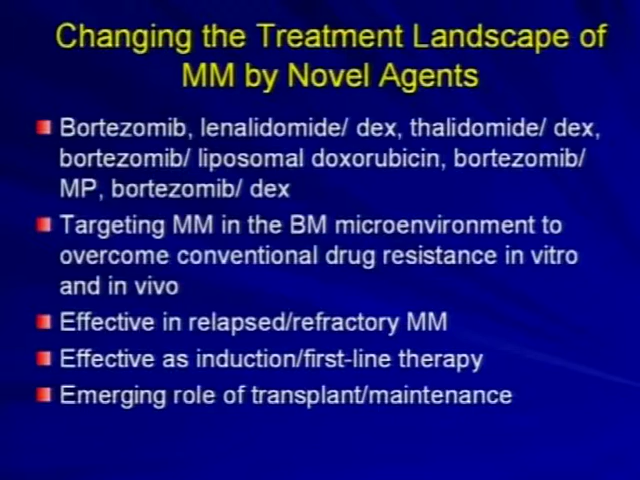 Changing the Treatment Landscape of
MM by Novel Agents
Bortezomib, lenalidomide/ dex, thalidomide/ dex,
bortezomib/ liposomal doxorubicin, bortezomib/
MP, bortezomib/ dex
Targeting MM in the BM microenvironment to
overcome conventional drug resistance in vitro
and in vivo
Effective in relapsed/refractory MM
Effective as induction/first-line therapy
Emerging role of transplant/maintenance